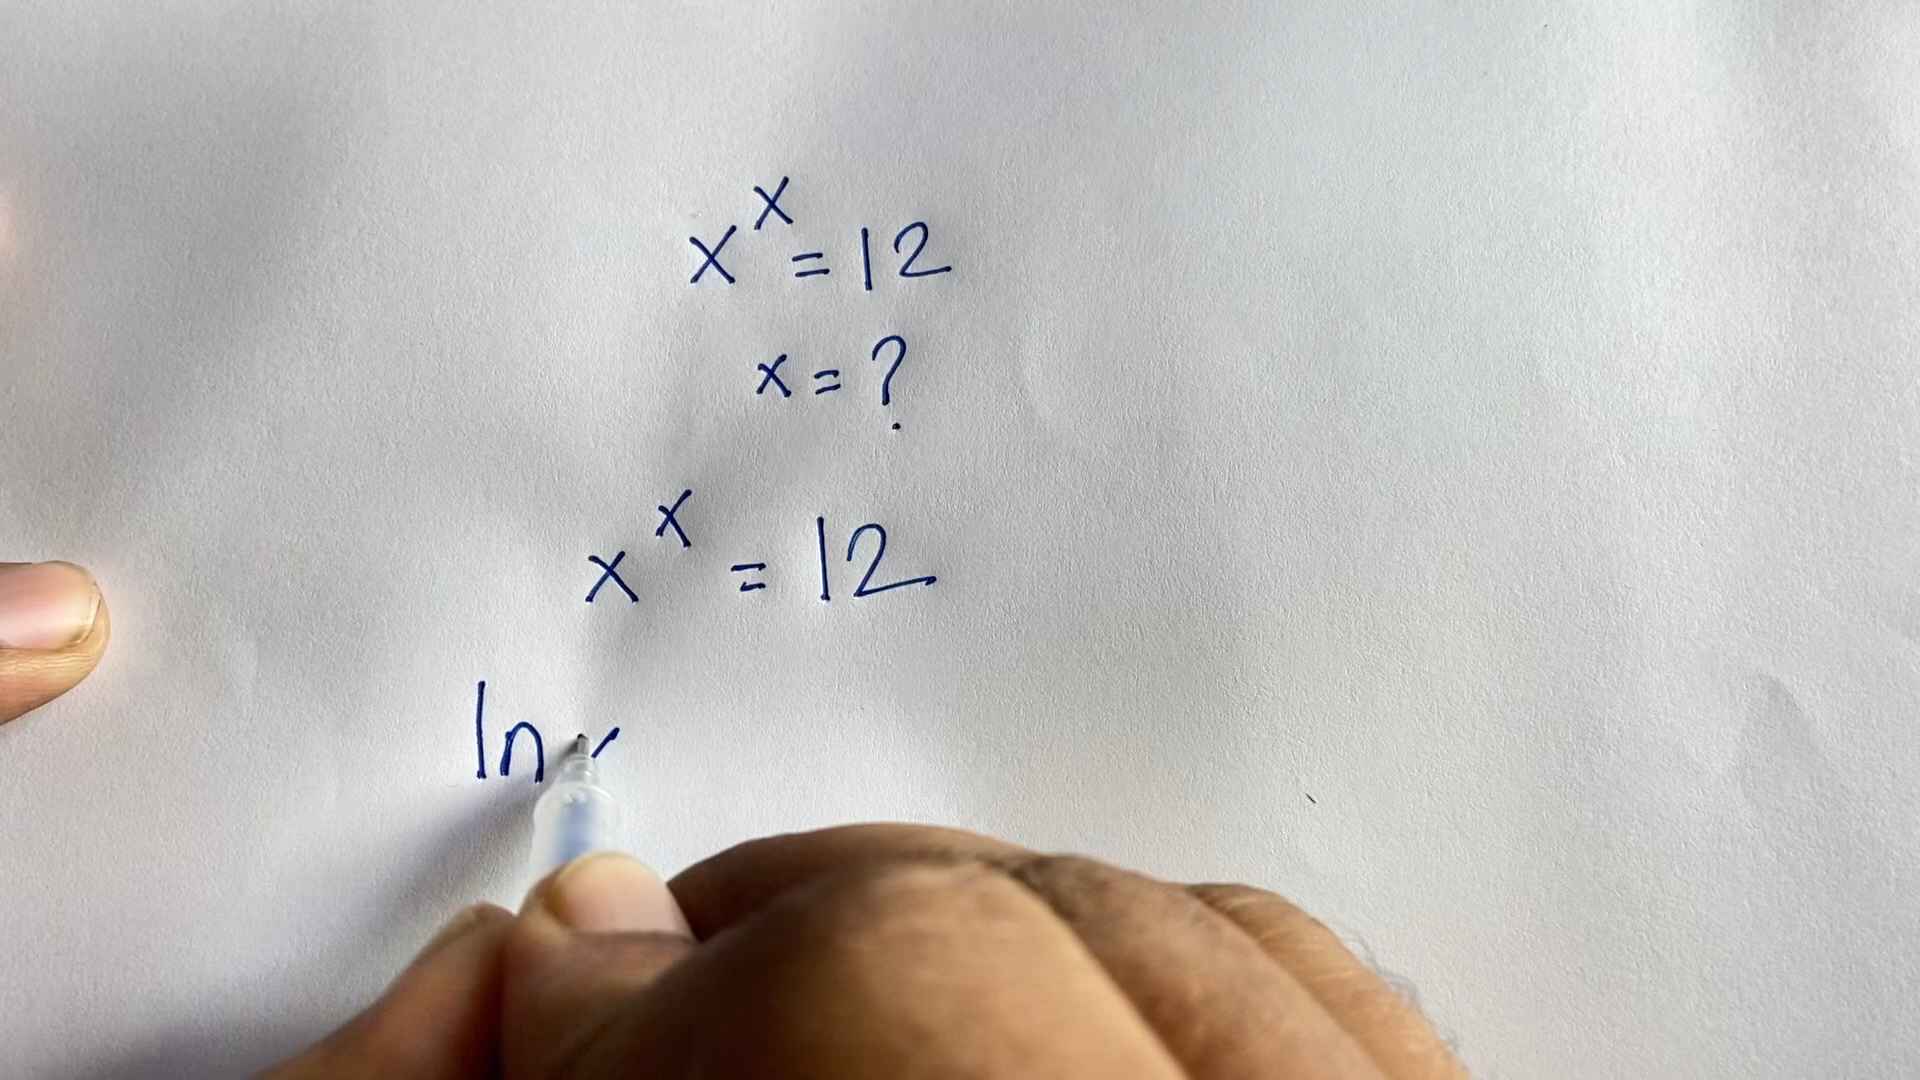 x^x = 12
x = ?
x^x = 12
ln